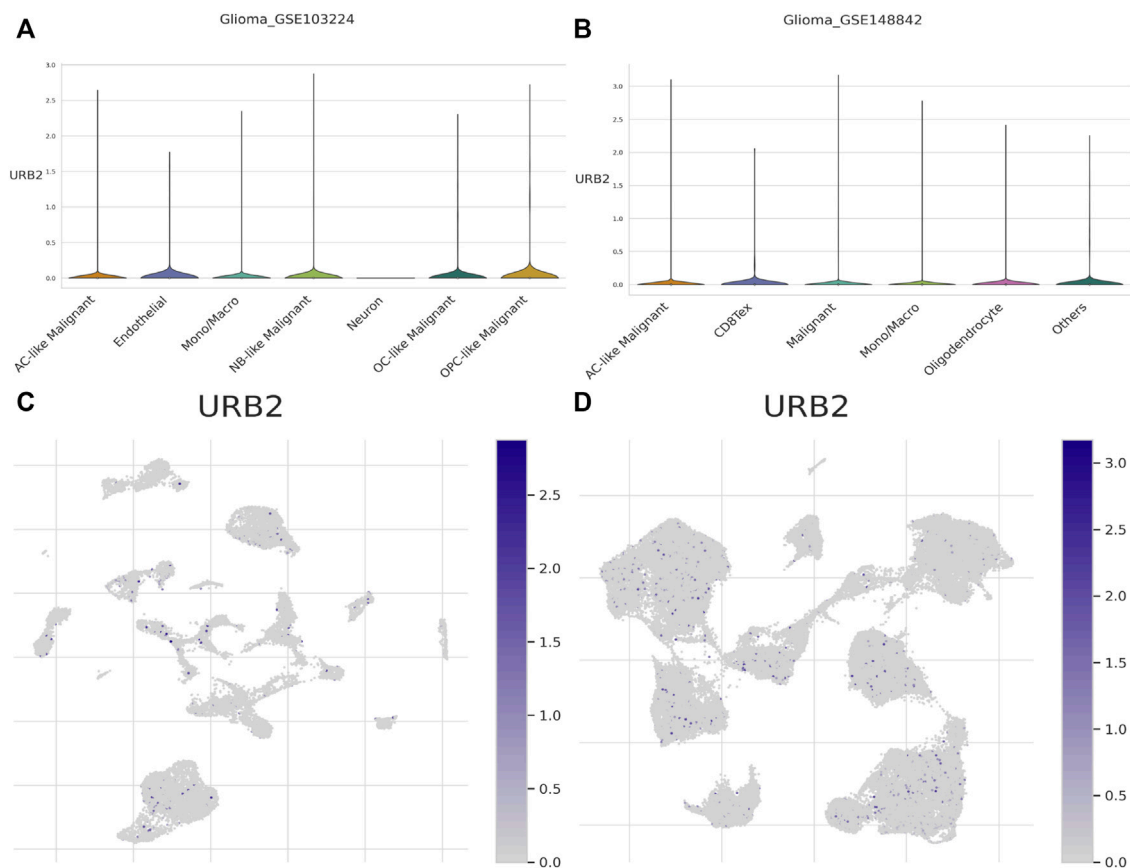 A
Glioma_GSE103224
3.0
2.5
2.0
1.5
URB2
1.0
0.5
0.0
AC-like Malignant
Endothelial
Mono/Macro
NB-like Malignant
Neuron
OC-like Malignant
OPC-like Malignant
B
Glioma_GSE148842
3.0
2.5
2.0
URB2
1.5
1.0
0.5
0.0
AC-like Malignant
CD8Tex
Malignant
Mono/Macro
Oligodendrocyte
Others
C
URB2
2.5
2.0
1.5
1.0
0.5
0.0
D
URB2
3.0
2.5
2.0
1.5
1.0
0.5
0.0